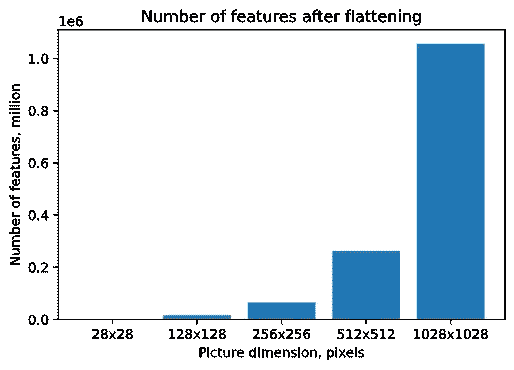 Number of features after flattening
1e6
1.0
0.8
0.6
0.4
0.2
0.0
Number of features, million
28x28 128x128 256x256 512x512 1028x1028
Picture dimension, pixels